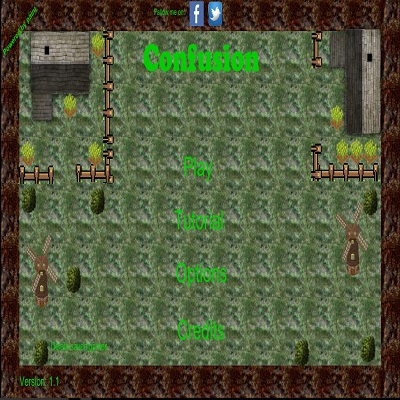 Follow me on:
Confusion
Play
Tutorial
Options
Credits
Version: 1.1